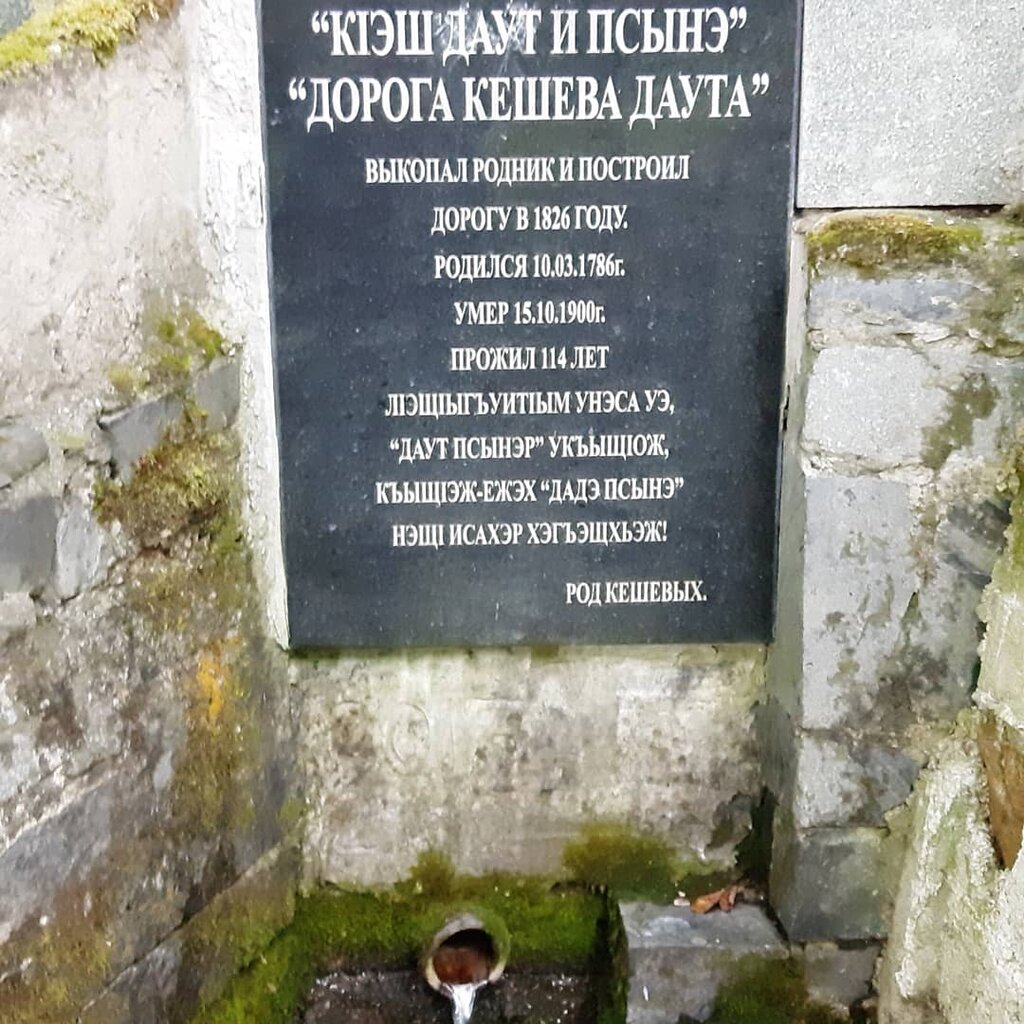 “КІЭШ ДАУТ И ПСЫНЭ”
“ДОРОГА КЕШЕВА ДАУТА”
ВЫКОПАЛ РОДНИК И ПОСТРОИЛ
ДОРОГУ В 1826 ГОДУ.
РОДИЛСЯ 10.03.1786г.
УМЕР 15.10.1900г.
ПРОЖИЛ 114 ЛЕТ
ЛІЭЩІЫГЪУИТІЫМ УНЭСА УЭ,
“ДАУТ ПСЫНЭР” УКЪЫЩІОЖ,
КЪЫЩІЭЖ-ЕЖЭХ “ДАДЭ ПСЫНЭ”
НЭЩІ ИСАХЭР ХЭГЪЭЩХЬЭЖ!
РОД КЕШЕВЫХ.